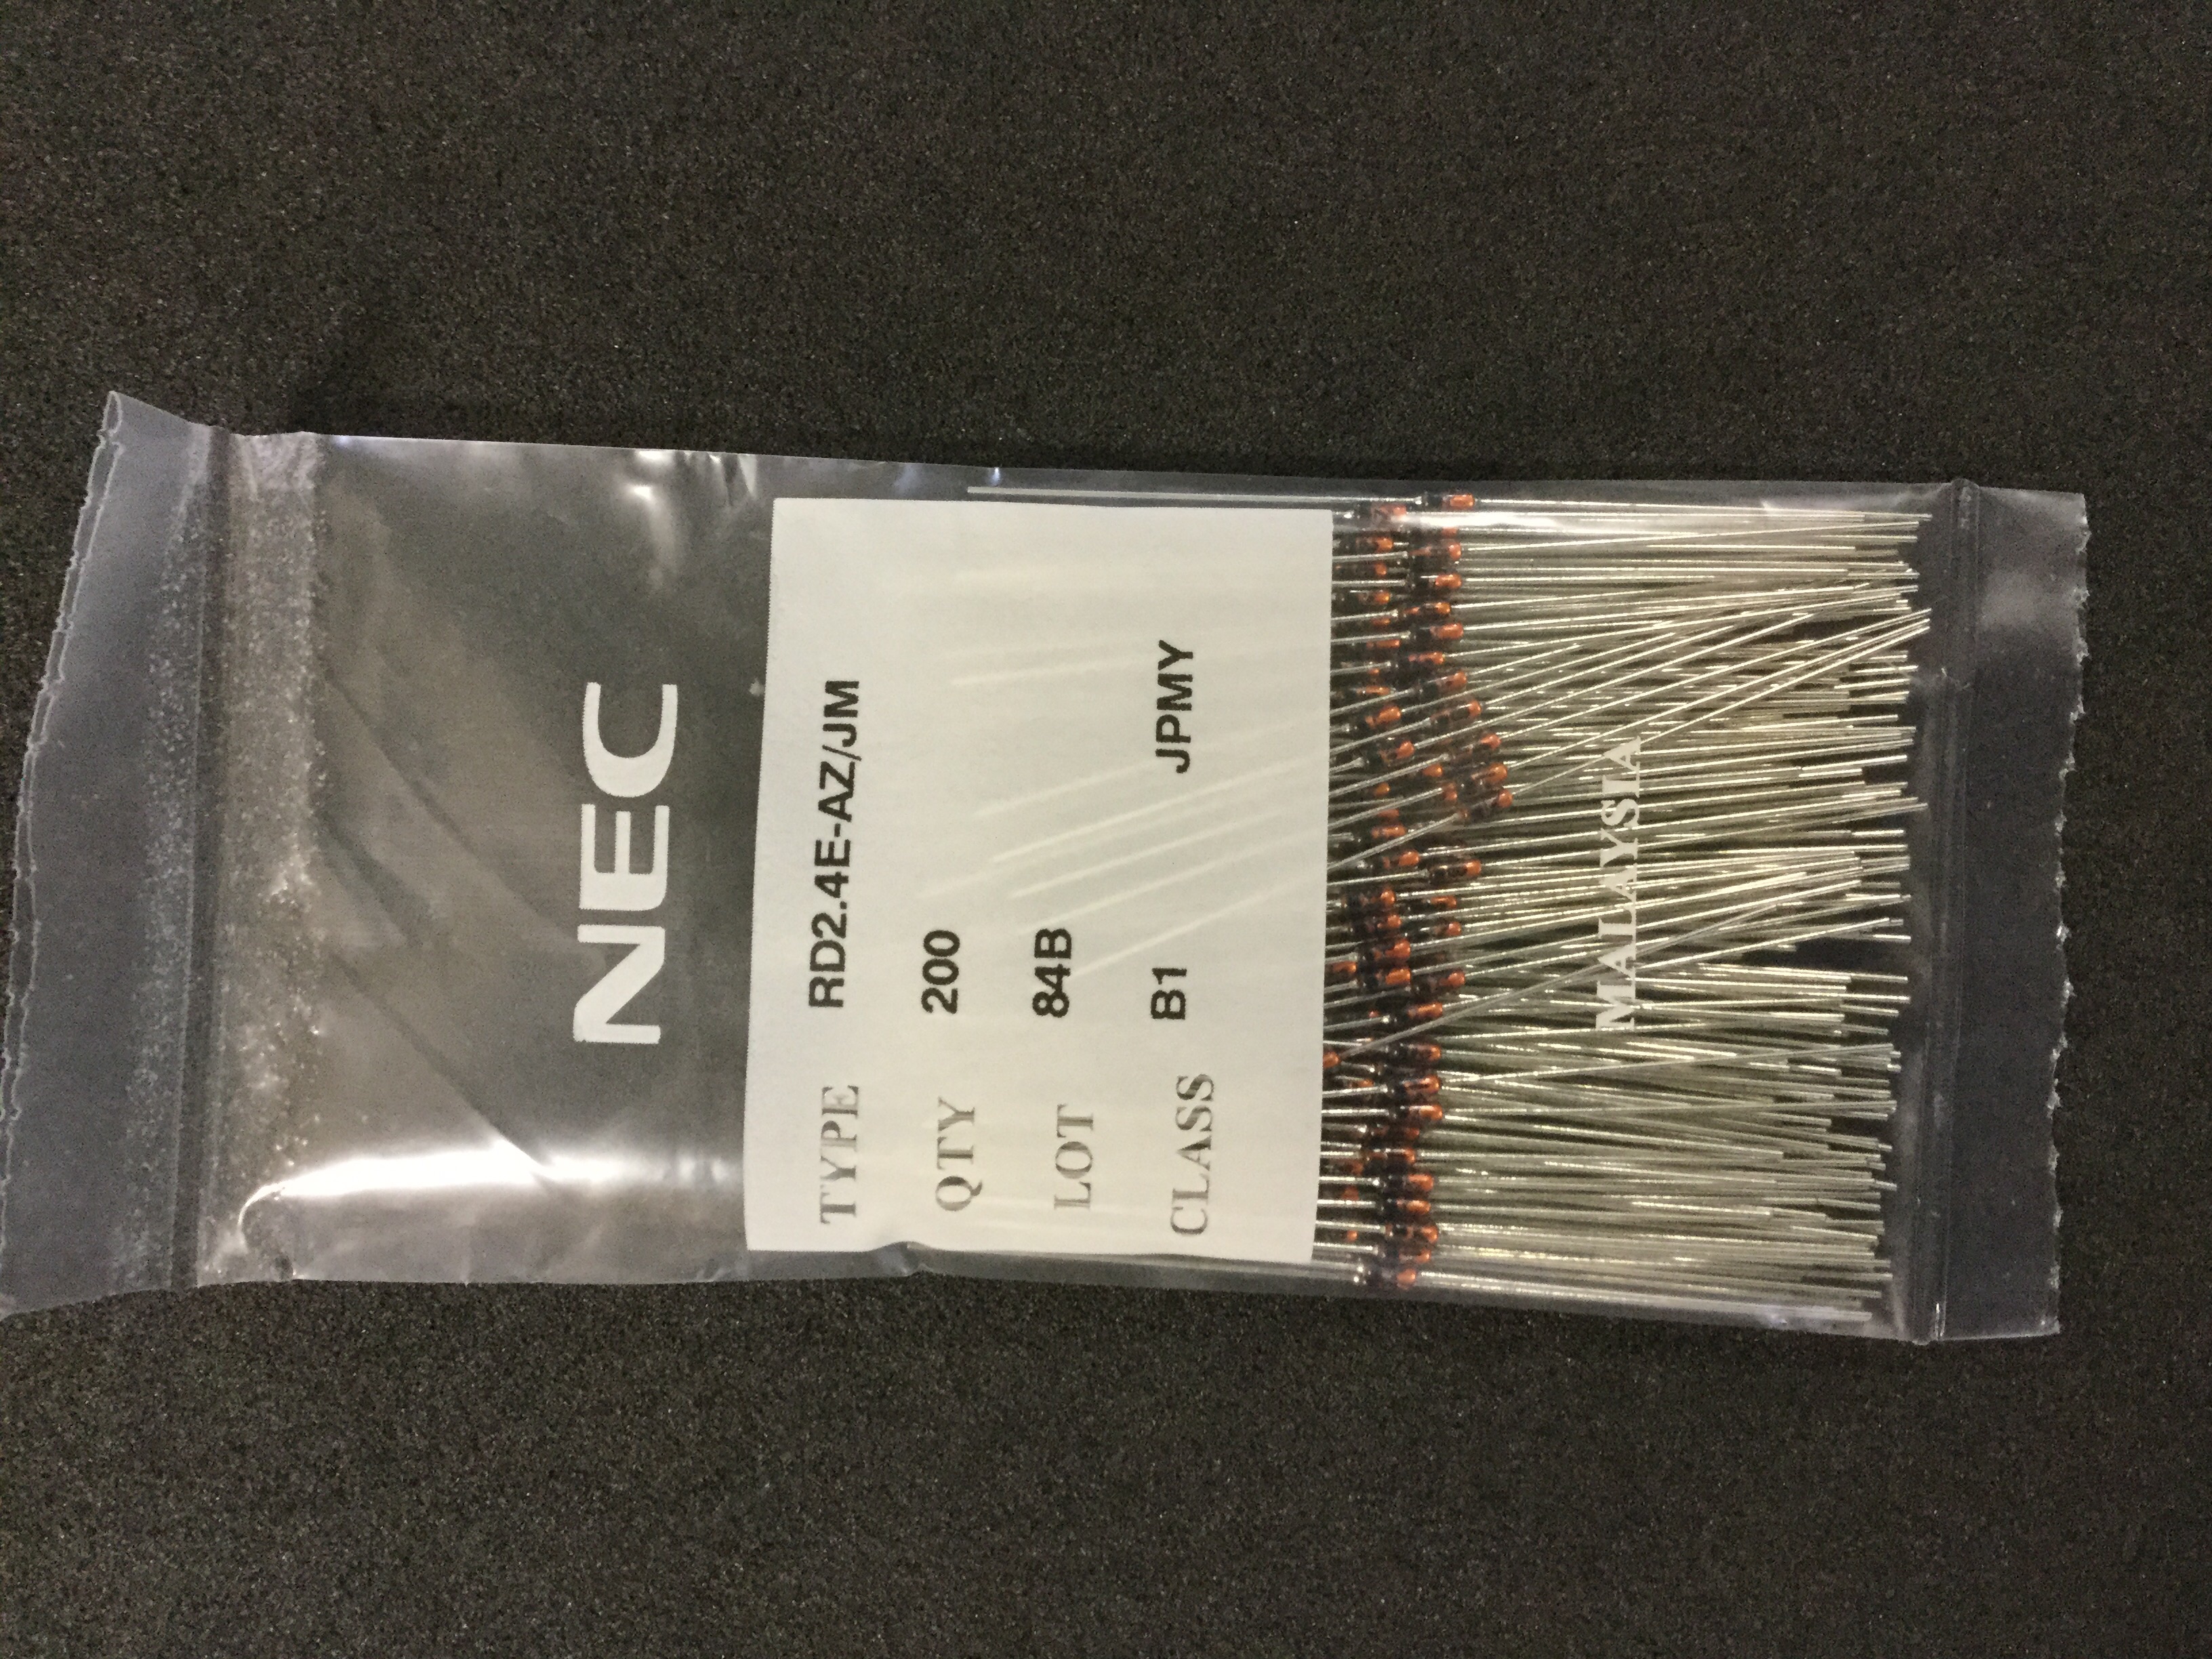 NEC
TYPE RD2.4E-AZ/JM
QTY 200
LOT 84B
CLASS B1 JPMY
MALAYSIA